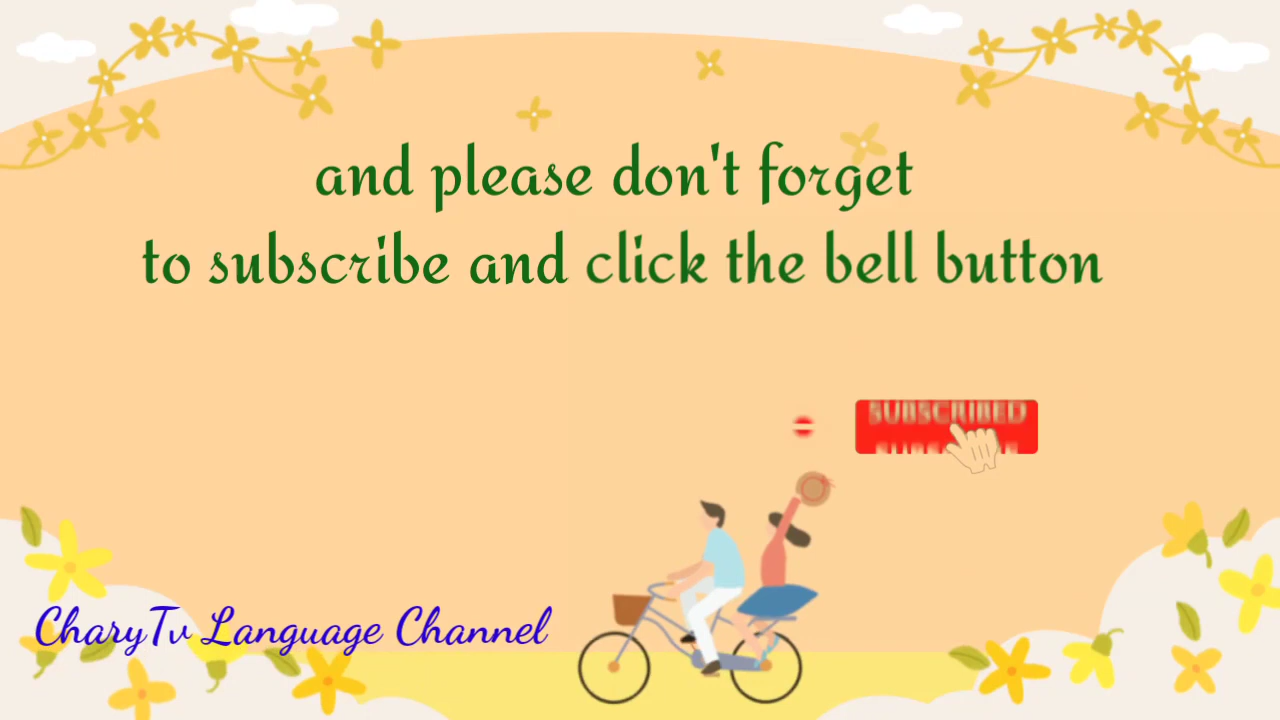 and please don't forget
to subscribe and click the bell button
SUBSCRIBED
CharyTv Language Channel